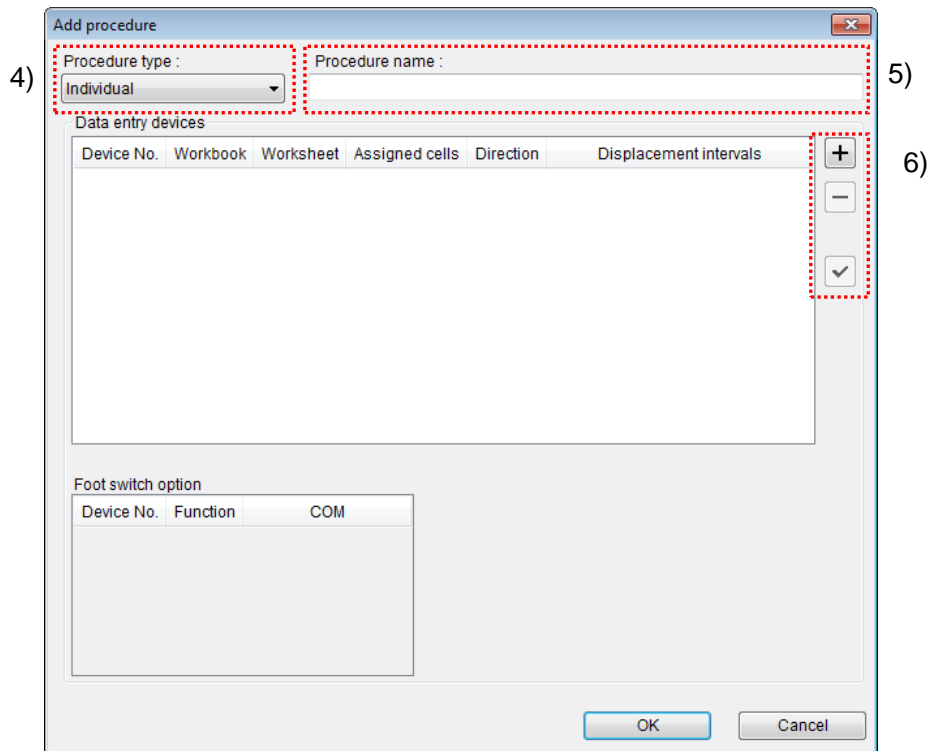 Add procedure
4)
Procedure type :
Procedure name :
5)
Individual
Data entry devices
Device No. Workbook Worksheet Assigned cells Direction Displacement intervals
6)
Foot switch option
Device No. Function COM
OK Cancel